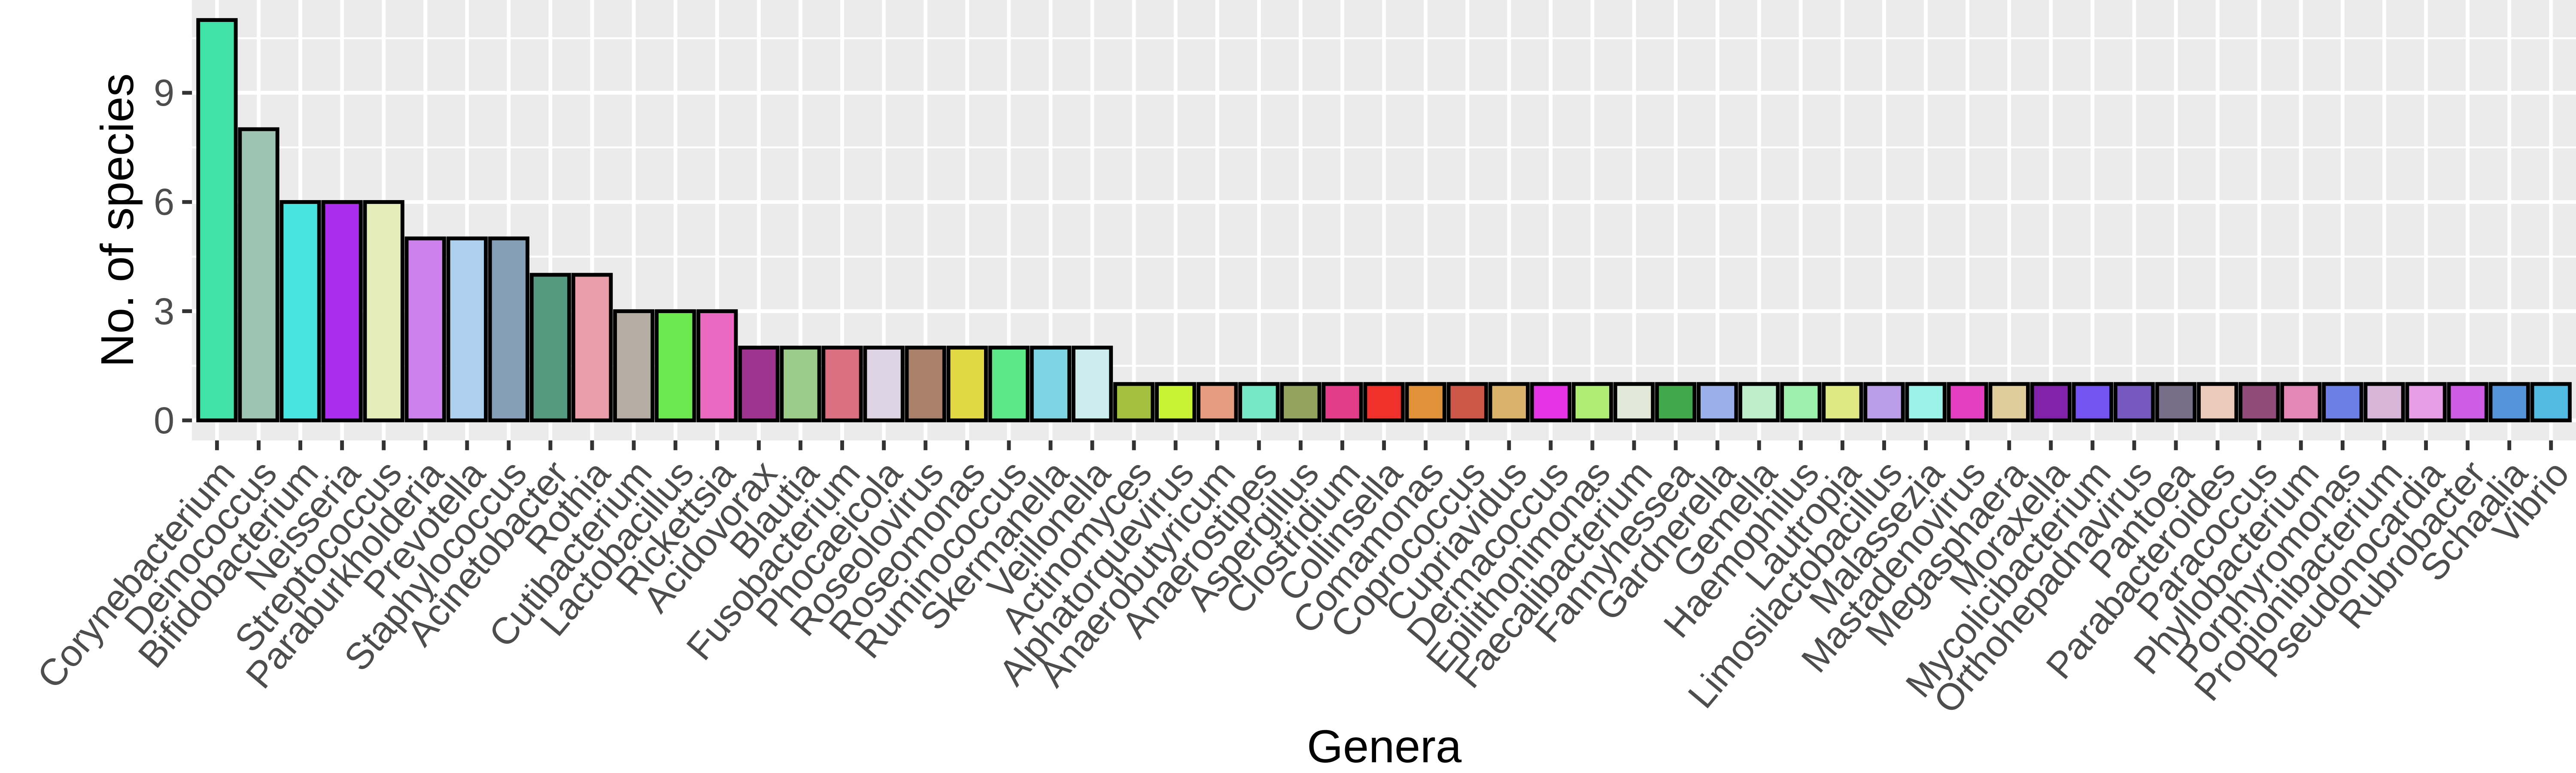 No. of species
9
6
3
0
Corynebacterium
Deinococcus
Bifidobacterium
Neisseria
Streptococcus
Paraburkholderia
Prevotella
Staphylococcus
Acinetobacter
Rothia
Cutibacterium
Lactobacillus
Rickettsia
Acidovorax
Blautia
Fusobacterium
Phocaeicola
Roseolovirus
Roseomonas
Ruminococcus
Skermanella
Veillonella
Actinomyces
Alphatorquevirus
Anaerobutyricum
Anaerostipes
Aspergillus
Clostridium
Collinsella
Comamonas
Coprococcus
Cupriavidus
Dermacoccus
Epilithonimonas
Faecalibacterium
Fannyhessea
Gardnerella
Gemella
Haemophilus
Lautropia
Limosilactobacillus
Malassezia
Mastadenovirus
Megasphaera
Moraxella
Mycolicibacterium
Orthohepadnavirus
Pantoea
Parabacteroides
Paracoccus
Phyllobacterium
Porphyromonas
Propionibacterium
Pseudonocardia
Rubrobacter
Schaalia
Vibrio
Genera